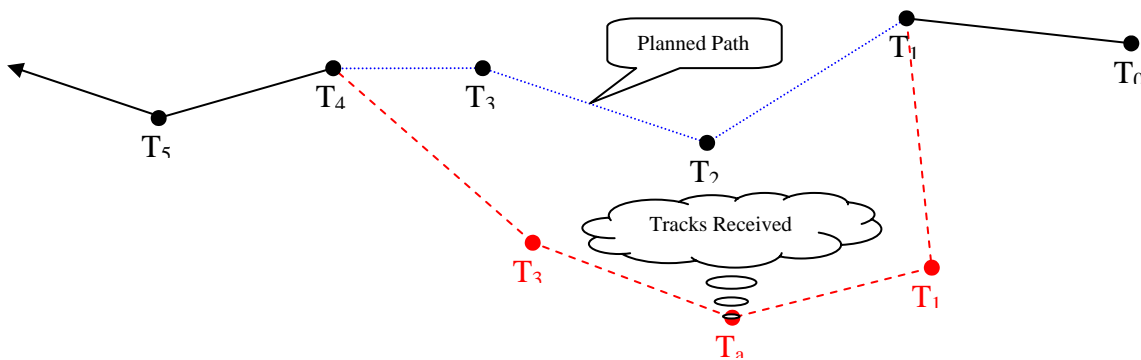 Planned Path
T₁
T₀
T₄
T₃
T₅
T₂
Tracks Received
T₃
T₁
Tₐ